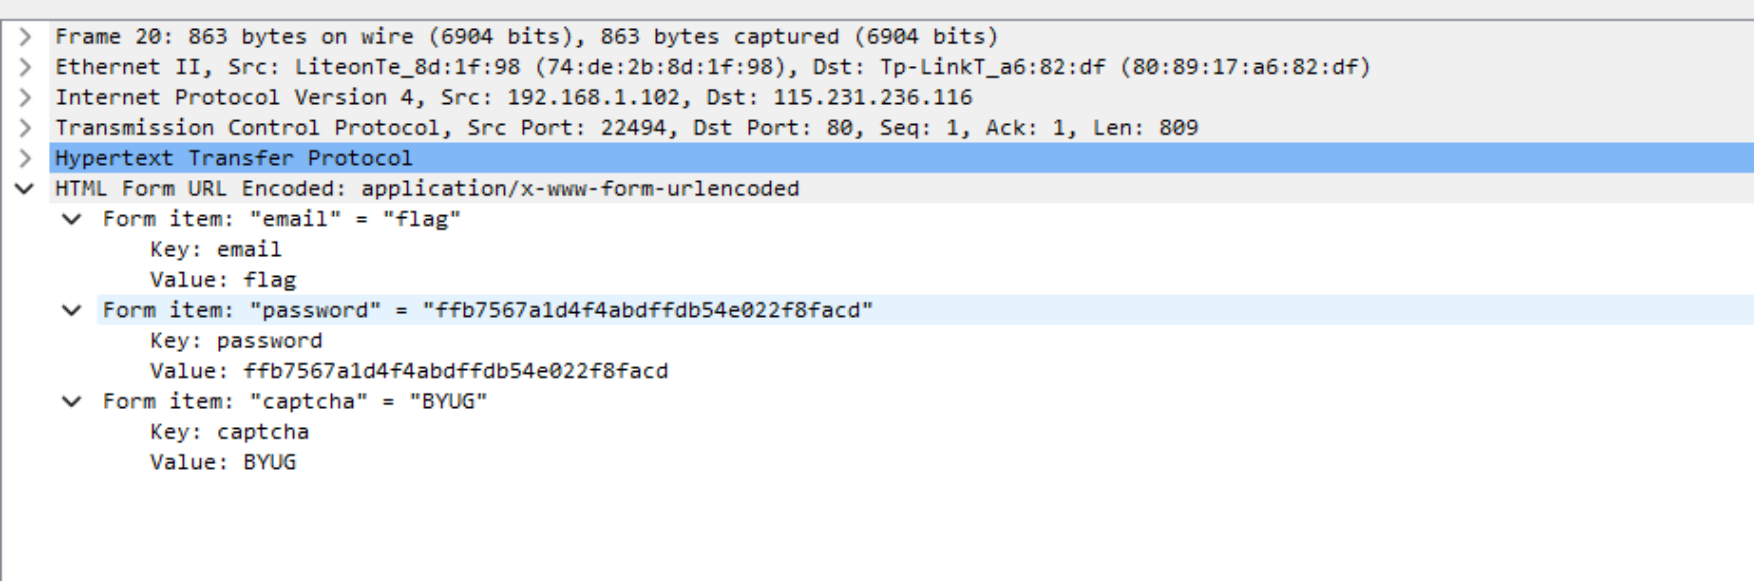 Frame 20: 863 bytes on wire (6904 bits), 863 bytes captured (6904 bits)
Ethernet II, Src: LiteonTe_8d:1f:98 (74:de:2b:8d:1f:98), Dst: Tp-LinkT_a6:82:df (80:89:17:a6:82:df)
Internet Protocol Version 4, Src: 192.168.1.102, Dst: 115.231.236.116
Transmission Control Protocol, Src Port: 22494, Dst Port: 80, Seq: 1, Ack: 1, Len: 809
Hypertext Transfer Protocol
HTML Form URL Encoded: application/x-www-form-urlencoded
Form item: "email" = "flag"
Key: email
Value: flag
Form item: "password" = "ffb7567a1d4f4abdffdb54e022f8facd"
Key: password
Value: ffb7567a1d4f4abdffdb54e022f8facd
Form item: "captcha" = "BYUG"
Key: captcha
Value: BYUG